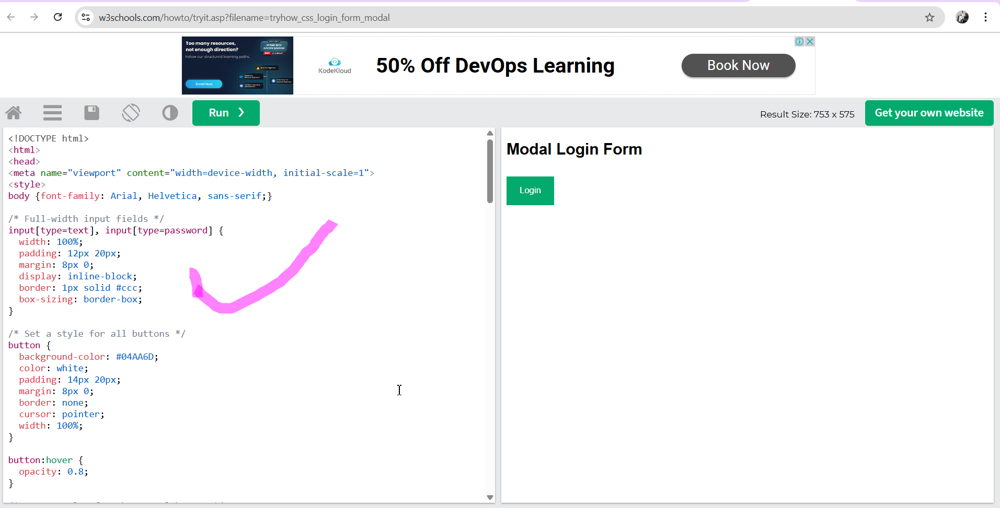 w3schools.com/howto/tryit.asp?filename=tryhow_css_login_form_modal
Too many resources,
not enough direction?
Follow our structured learning paths.
SPRING INTO
DEVOPS SAVINGS
Enroll Now
KodeKloud
50% Off DevOps Learning
Book Now
Run ❯
Result Size: 753 x 575
Get your own website
<!DOCTYPE html>
<html>
<head>
<meta name="viewport" content="width=device-width, initial-scale=1">
<style>
body {font-family: Arial, Helvetica, sans-serif;}
/* Full-width input fields */
input[type=text], input[type=password] {
  width: 100%;
  padding: 12px 20px;
  margin: 8px 0;
  display: inline-block;
  border: 1px solid #ccc;
  box-sizing: border-box;
}
/* Set a style for all buttons */
button {
  background-color: #04AA6D;
  color: white;
  padding: 14px 20px;
  margin: 8px 0;
  border: none;
  cursor: pointer;
  width: 100%;
}
button:hover {
  opacity: 0.8;
}
Modal Login Form
Login